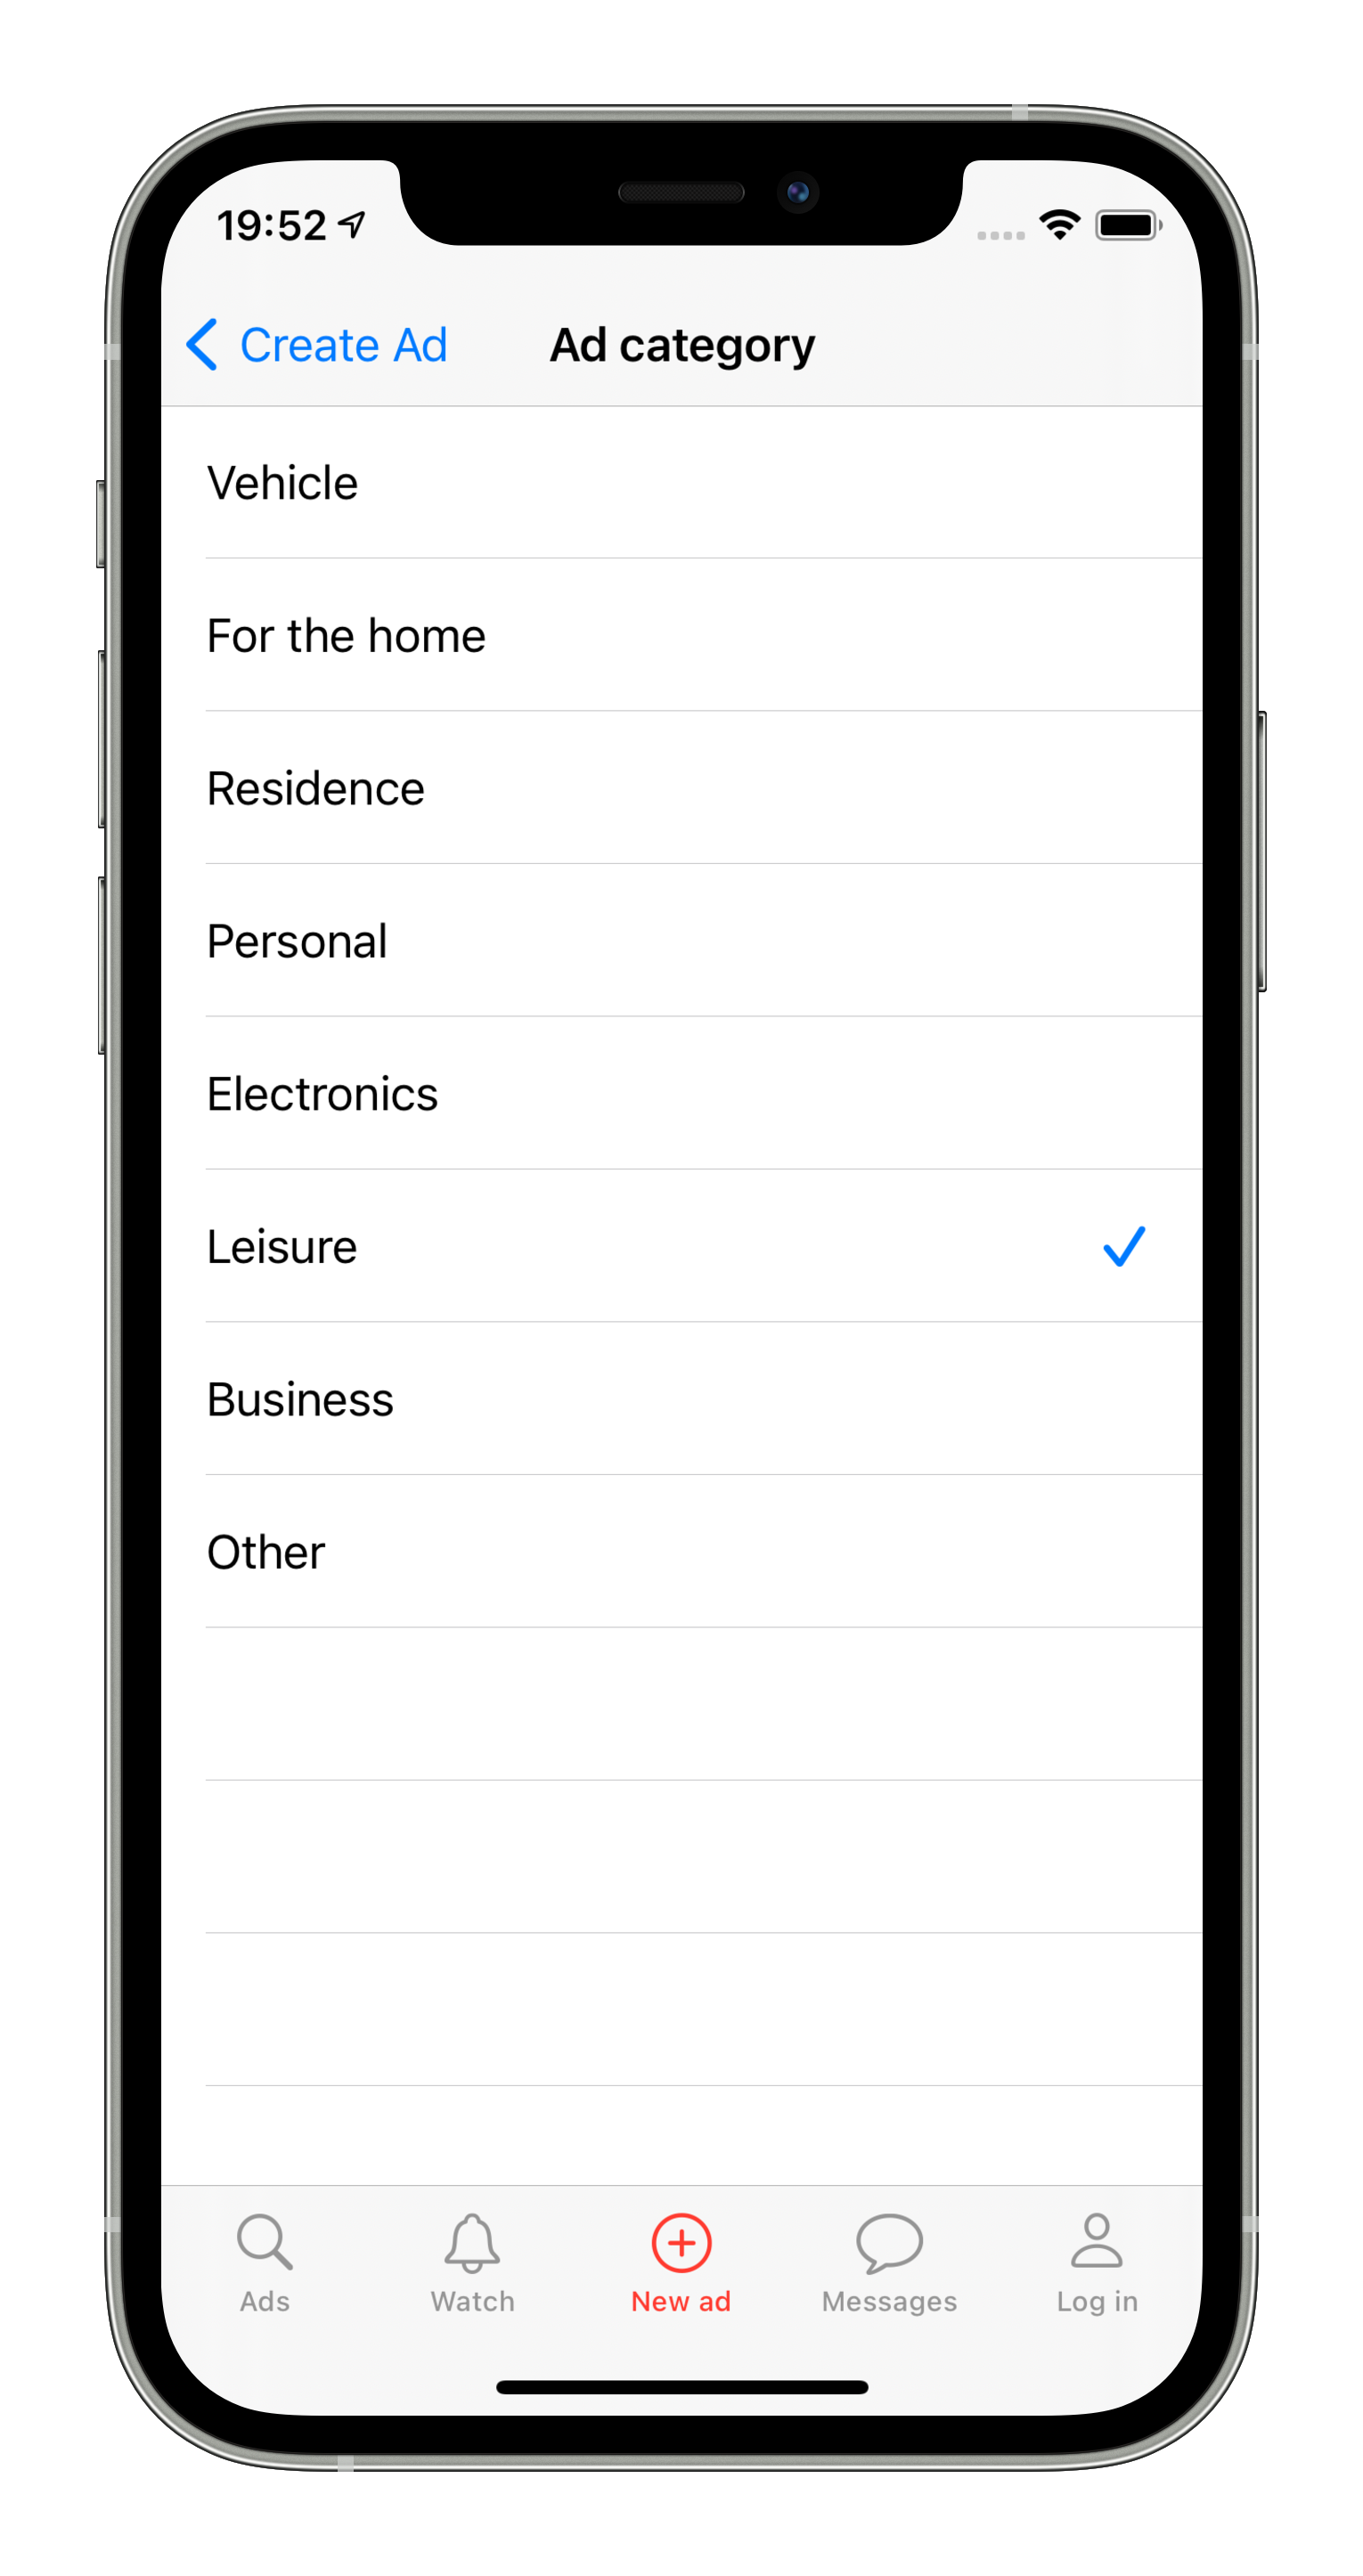 19:52
Create Ad
Ad category
Vehicle
For the home
Residence
Personal
Electronics
Leisure
Business
Other
Ads
Watch
New ad
Messages
Log in